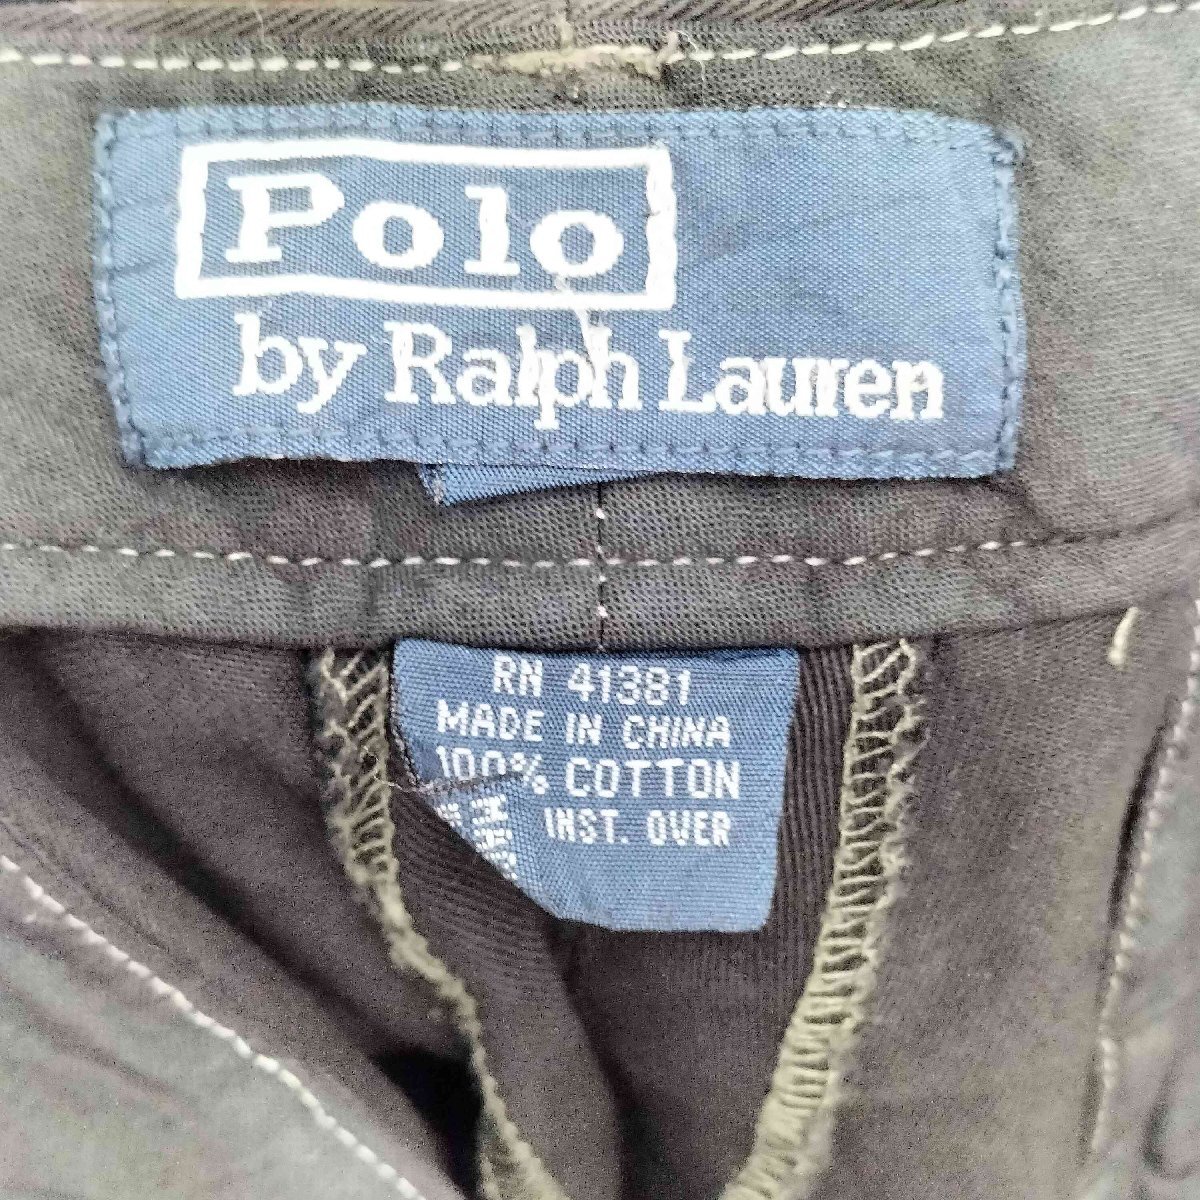 Polo
by Ralph Lauren
RN 41381
MADE IN CHINA
100% COTTON
INST. OVER